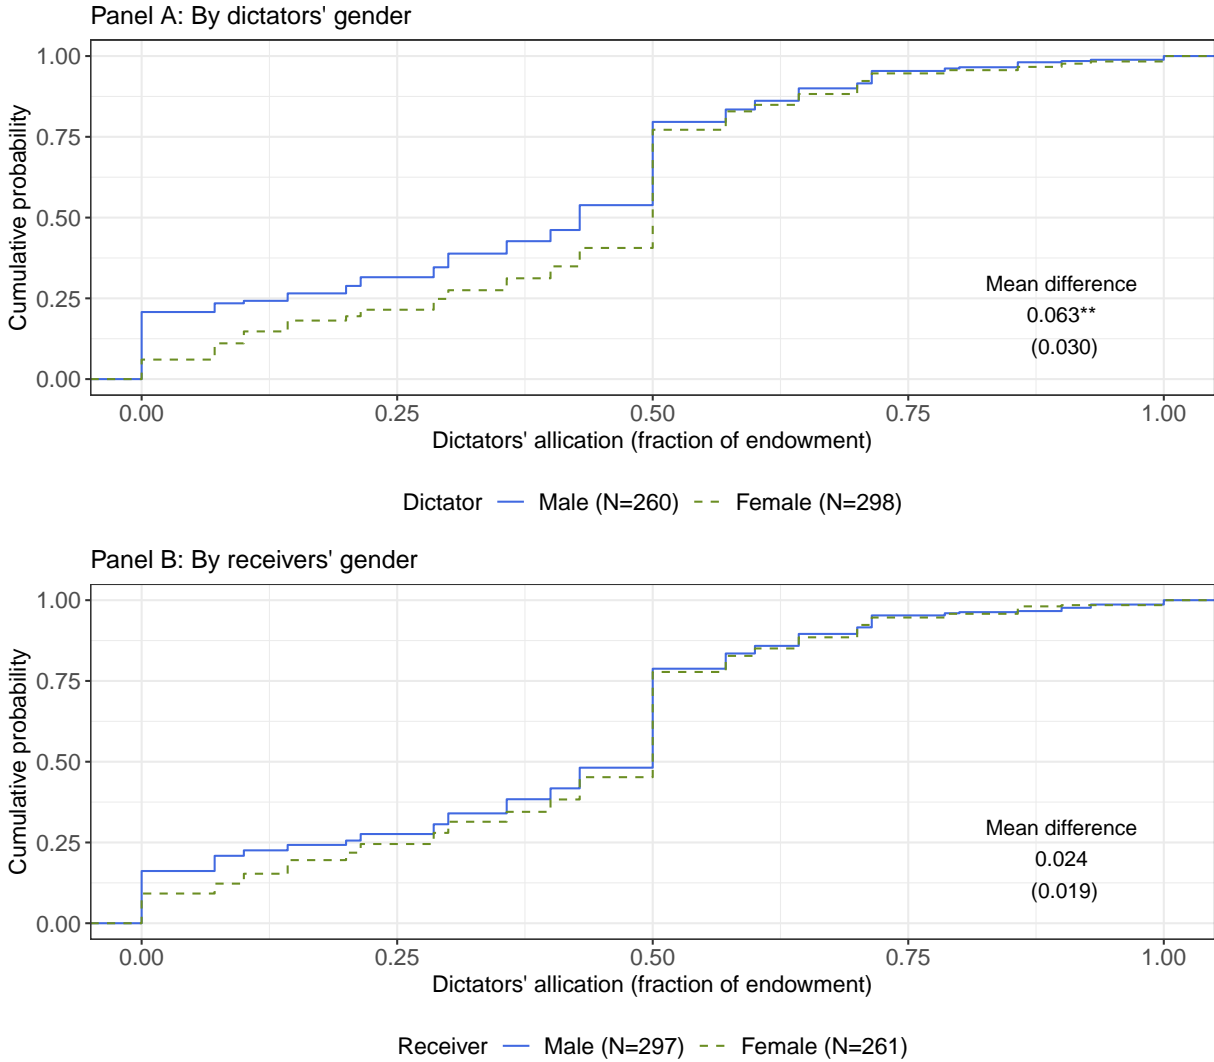 Panel A: By dictators' gender
1.00
0.75
0.50
0.25
0.00
Cumulative probability
Mean difference
0.063**
(0.030)
0.00 0.25 0.50 0.75 1.00
Dictators' allication (fraction of endowment)
Dictator Male (N=260) Female (N=298)
Panel B: By receivers' gender
1.00
0.75
0.50
0.25
0.00
Cumulative probability
Mean difference
0.024
(0.019)
0.00 0.25 0.50 0.75 1.00
Dictators' allication (fraction of endowment)
Receiver Male (N=297) Female (N=261)